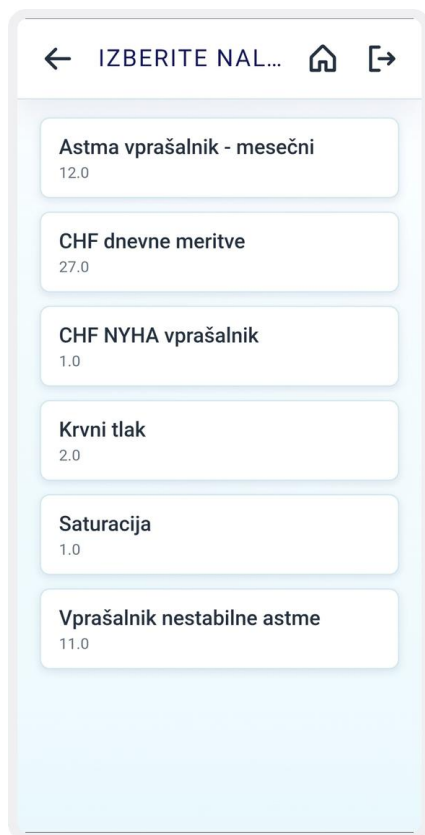 IZBERITE NAL...
Astma vprašalnik - mesečni
12.0
CHF dnevne meritve
27.0
CHF NYHA vprašalnik
1.0
Krvni tlak
2.0
Saturacija
1.0
Vprašalnik nestabilne astme
11.0